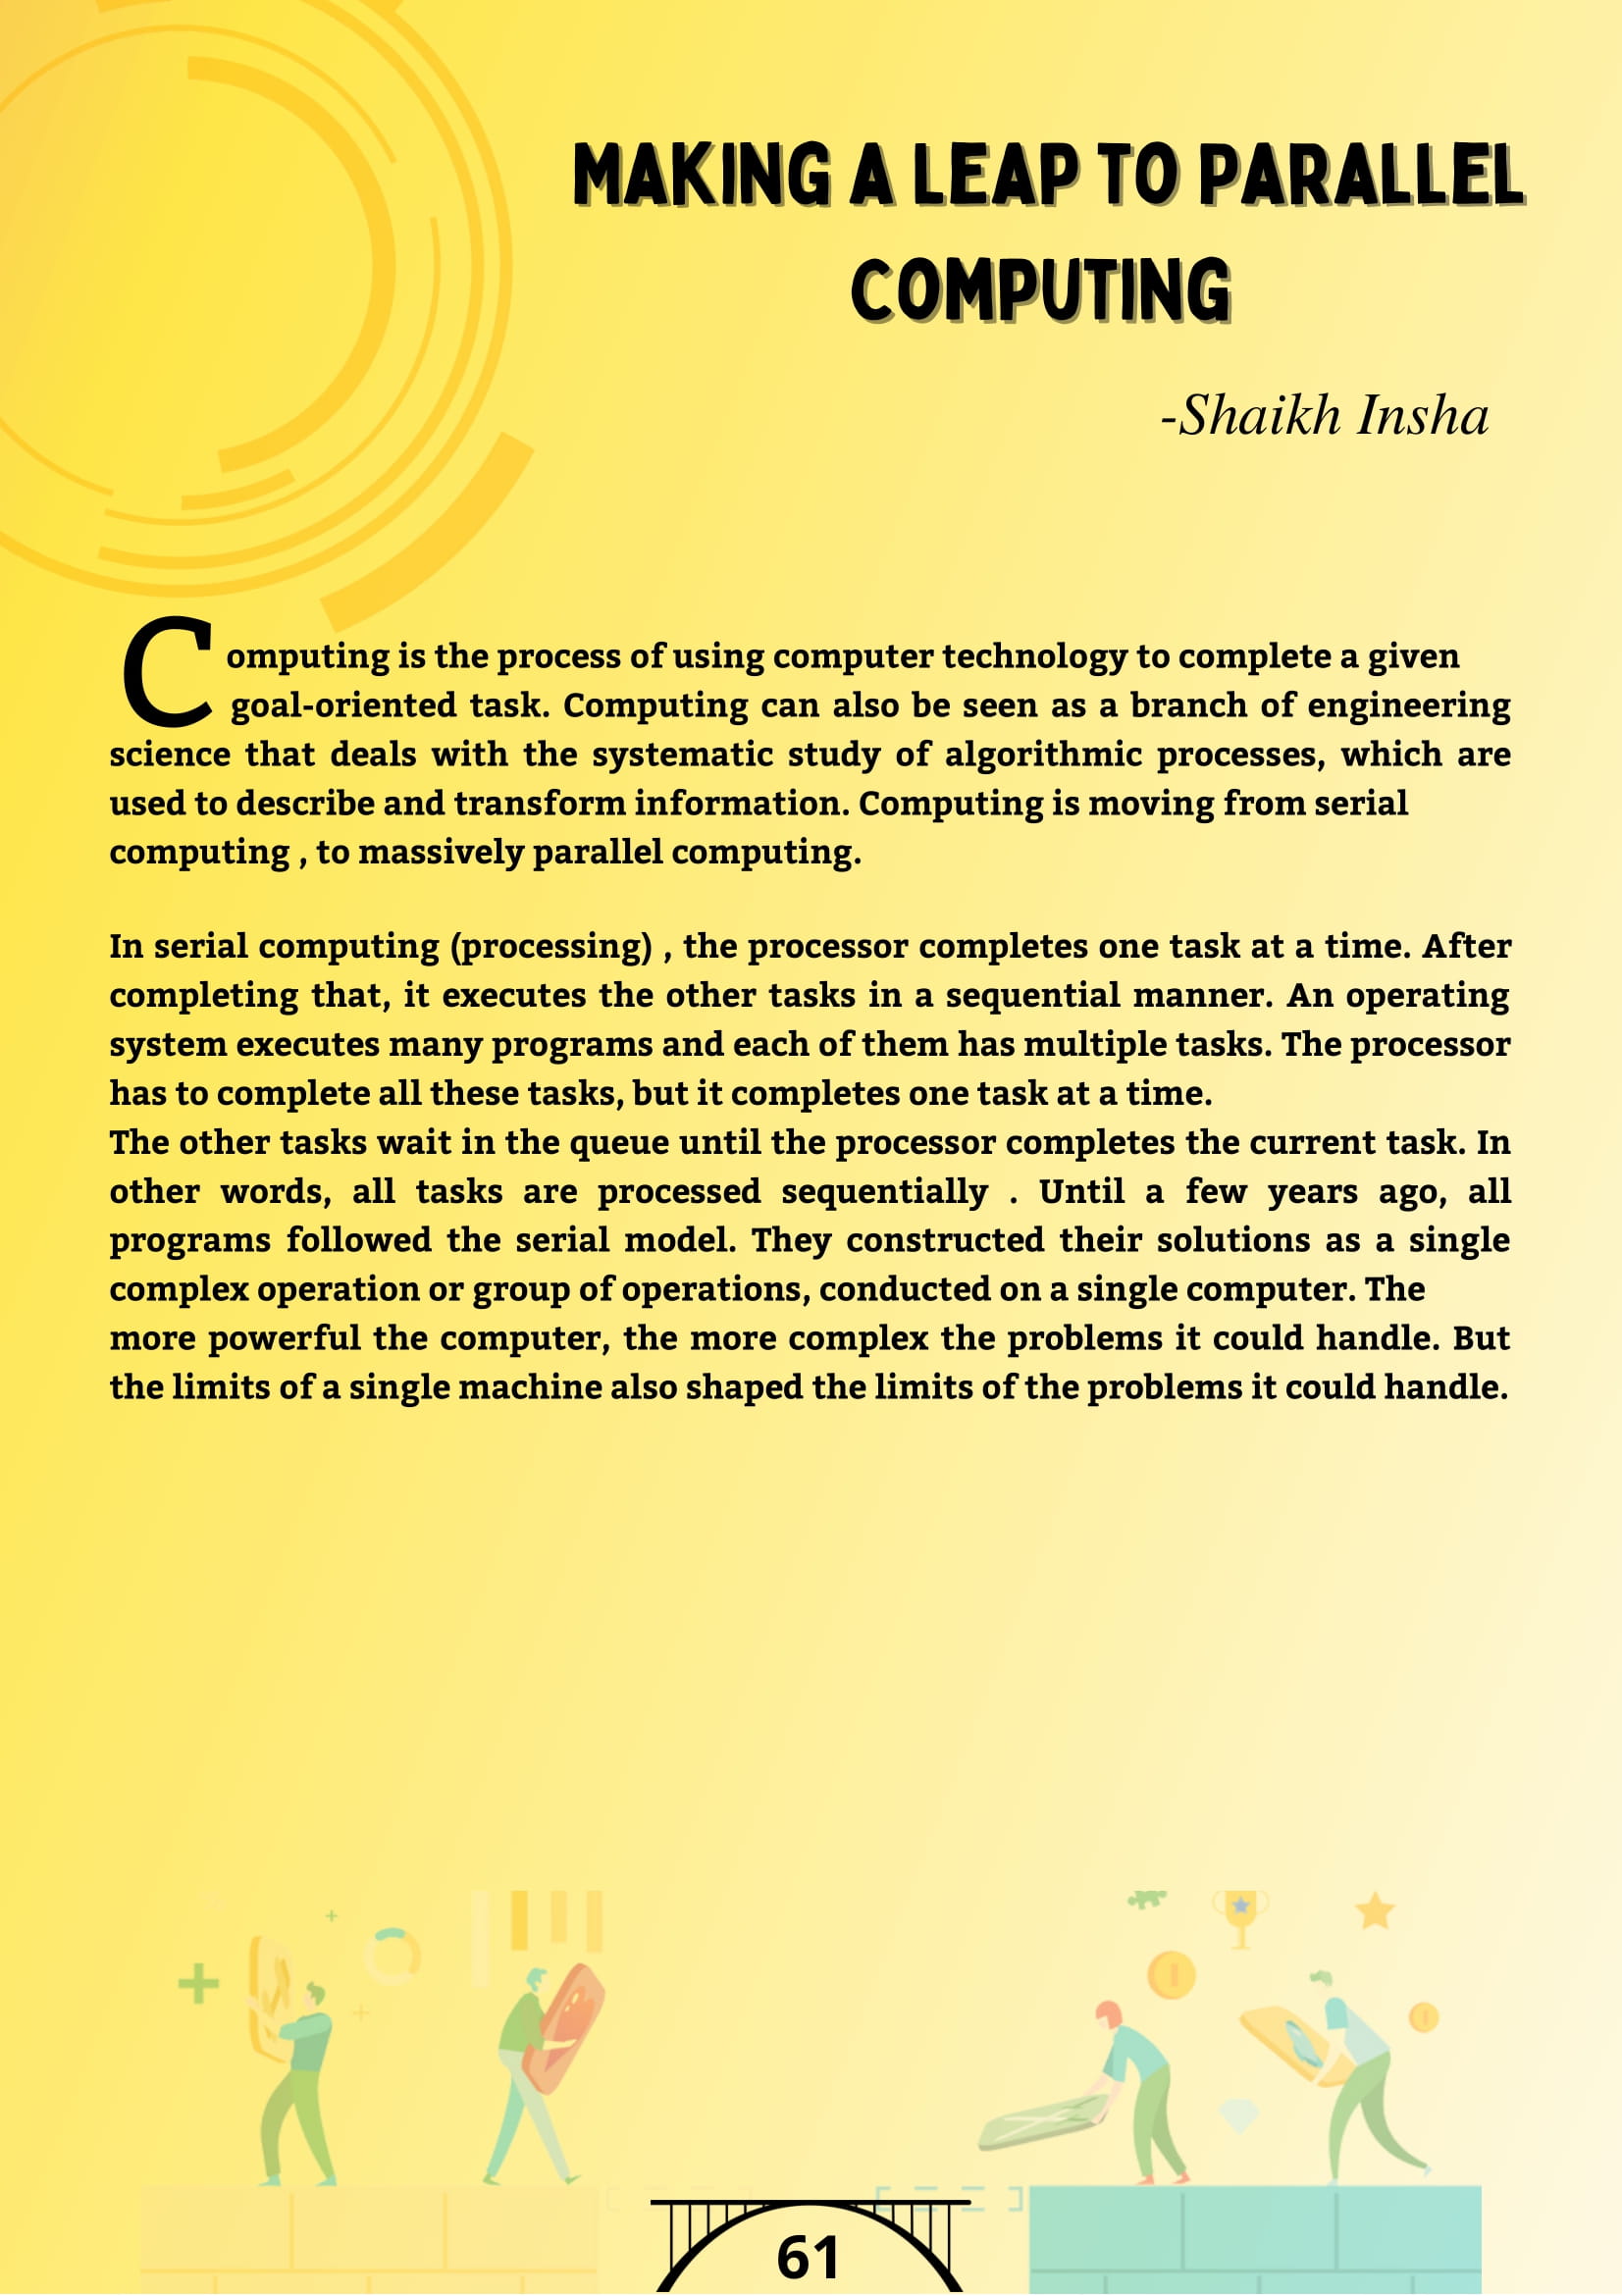 MAKING A LEAP TO PARALLEL
COMPUTING
-Shaikh Insha
Computing is the process of using computer technology to complete a given
goal-oriented task. Computing can also be seen as a branch of engineering
science that deals with the systematic study of algorithmic processes, which are
used to describe and transform information. Computing is moving from serial
computing , to massively parallel computing.
In serial computing (processing) , the processor completes one task at a time. After
completing that, it executes the other tasks in a sequential manner. An operating
system executes many programs and each of them has multiple tasks. The processor
has to complete all these tasks, but it completes one task at a time.
The other tasks wait in the queue until the processor completes the current task. In
other words, all tasks are processed sequentially . Until a few years ago, all
programs followed the serial model. They constructed their solutions as a single
complex operation or group of operations, conducted on a single computer. The
more powerful the computer, the more complex the problems it could handle. But
the limits of a single machine also shaped the limits of the problems it could handle.
61